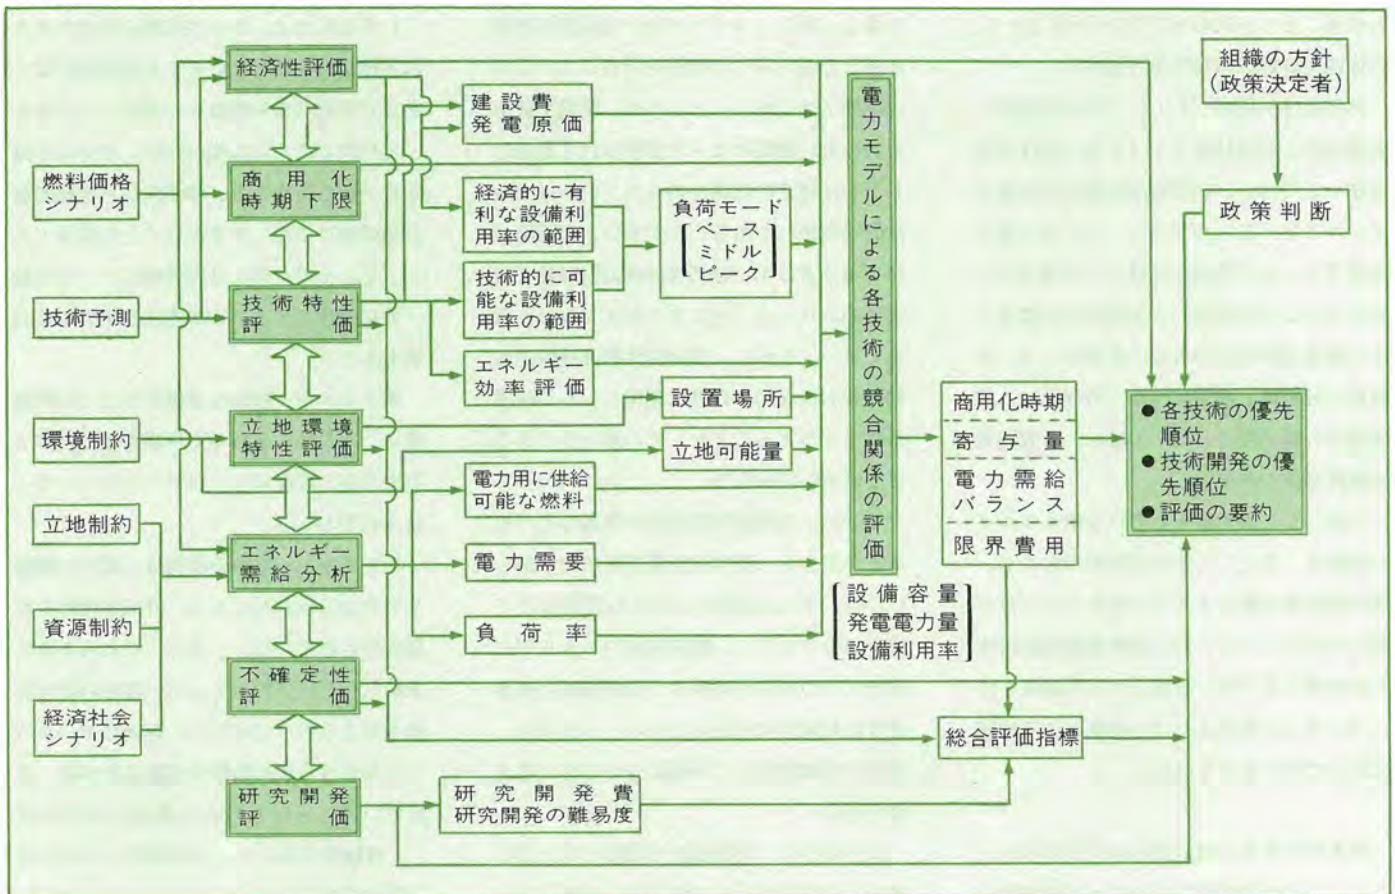 経済性評価
商用化
時期下限
技術特性
評価
立地環境
特性評価
エネルギー
需給分析
不確定性
評価
研究開発
評価
燃料価格
シナリオ
技術予測
環境制約
立地制約
資源制約
経済社会
シナリオ
建設費
発電原価
経済的に有
利な設備利
用率の範囲
技術的に可
能な設備利
用率の範囲
エネルギー
効率評価
電力用に供給
可能な燃料
電力需要
負荷率
研究開発費
研究開発の難易度
負荷モード
ベース
ミドル
ピーク
設置場所
立地可能量
電力モデルによる各技術の競合関係の評価
設備容量
発電電力量
設備利用率
商用化時期
寄与量
電力需給
バランス
限界費用
総合評価指標
組織の方針
(政策決定者)
政策判断
●各技術の優先
順位
●技術開発の優
先順位
●評価の要約